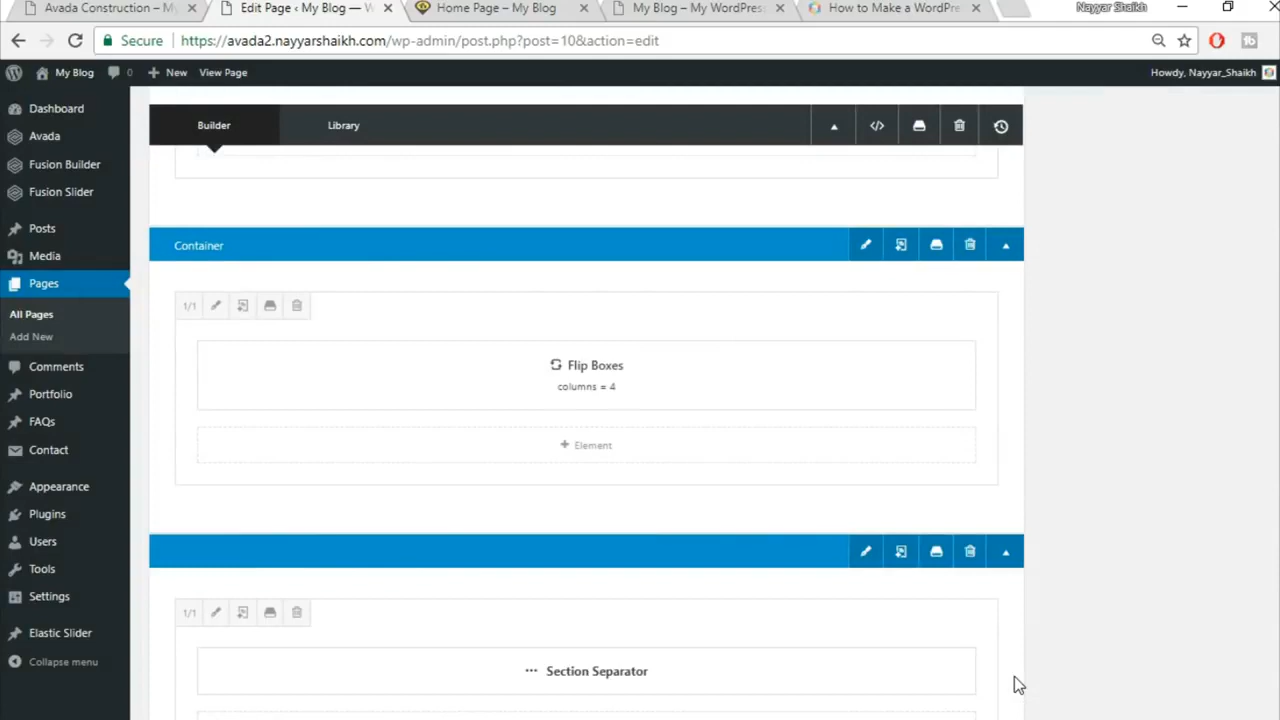 Avada Construction – My
Edit Page ‹ My Blog — W
Home Page – My Blog
My Blog – My WordPress
How to Make a WordPre
Nayyar Shaikh
Secure
https://avada2.nayyarshaikh.com/wp-admin/post.php?post=10&action=edit
My Blog
0
New
View Page
Howdy, Nayyar_Shaikh
Dashboard
Avada
Fusion Builder
Fusion Slider
Posts
Media
Pages
All Pages
Add New
Comments
Portfolio
FAQs
Contact
Appearance
Plugins
Users
Tools
Settings
Elastic Slider
Collapse menu
Builder
Library
Container
1/1
Flip Boxes
columns = 4
+ Element
1/1
Section Separator